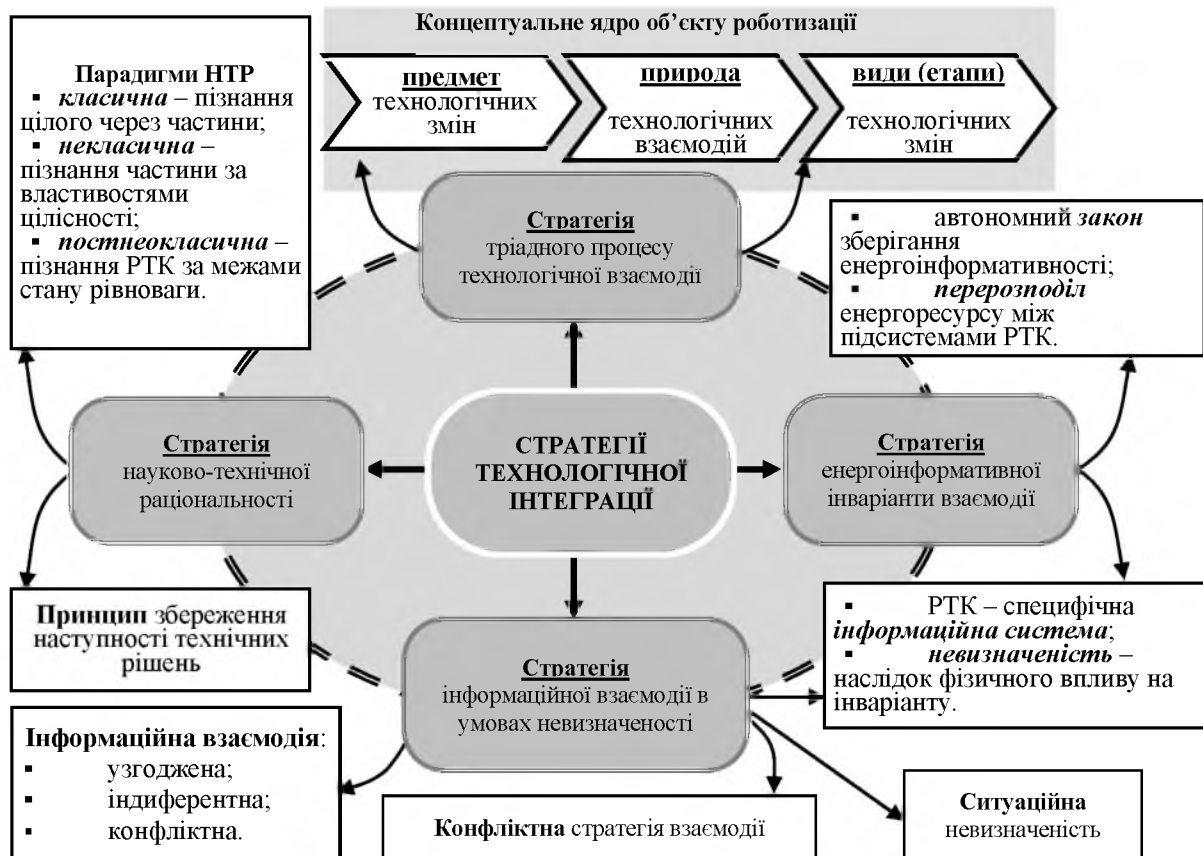 Концептуальне ядро об’єкту роботизації
предмет
технологічних
змін
природа
технологічних
взаємодій
види (етапи)
технологічних
змін
Парадигми НТР
▪ класична – пізнання
цілого через частини;
▪ некласична –
пізнання частини за
властивостями
цілісності;
▪ постнеокласична –
пізнання РТК за межами
стану рівноваги.
Стратегія
тріадного процесу
технологічної взаємодії
▪ автономний закон
зберігання
енергоінформативності;
▪ перерозподіл
енергоресурсу між
підсистемами РТК.
Стратегія
науково-технічної
раціональності
СТРАТЕГІЇ
ТЕХНОЛОГІЧНОЇ
ІНТЕГРАЦІЇ
Стратегія
енергоінформативної
інваріанти взаємодії
Принцип збереження
наступності технічних
рішень
Стратегія
інформаційної взаємодії в
умовах невизначеності
▪ РТК – специфічна
інформаційна система;
▪ невизначеність –
наслідок фізичного впливу на
інваріанту.
Інформаційна взаємодія:
▪ узгоджена;
▪ індиферентна;
▪ конфліктна.
Конфліктна стратегія взаємодії
Ситуаційна
невизначеність